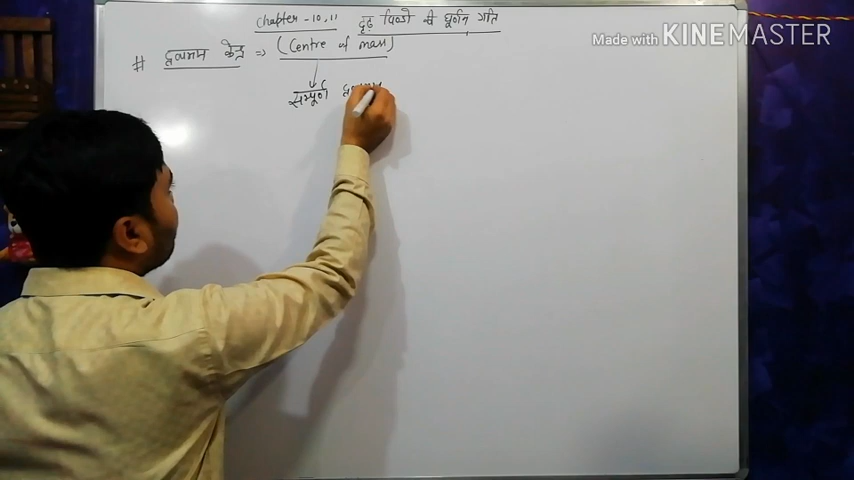 Chapter - 10, 11 दृढ़ पिण्डों की घूर्णन गति
Made with KINEMASTER
# द्रव्यमान केंद्र => (Centre of mass)
सम्पूर्ण